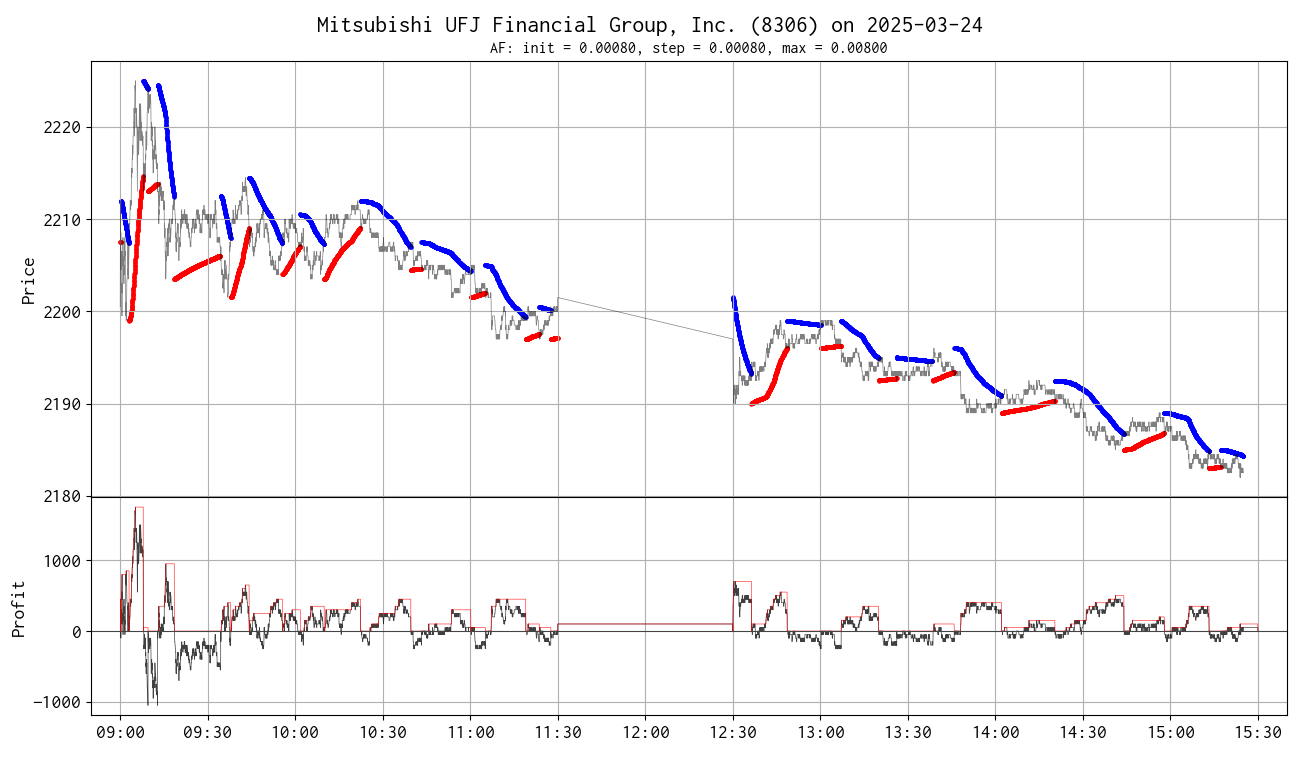 Mitsubishi UFJ Financial Group, Inc. (8306) on 2025-03-24
AF: init = 0.00080, step = 0.00080, max = 0.00800
Price
2220
2210
2200
2190
2180
Profit
1000
0
−1000
09:00 09:30 10:00 10:30 11:00 11:30 12:00 12:30 13:00 13:30 14:00 14:30 15:00 15:30